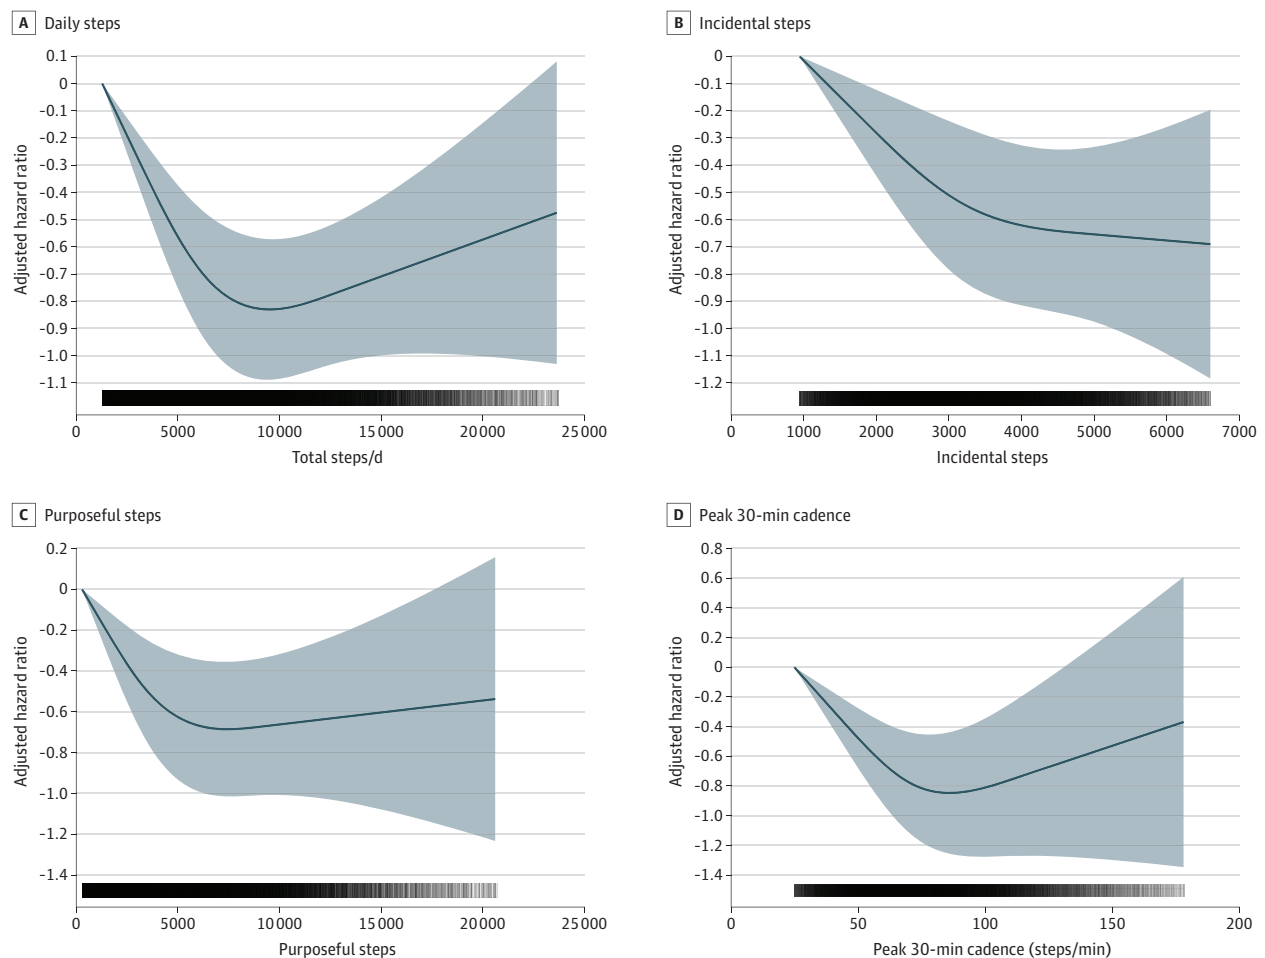 A Daily steps
Adjusted hazard ratio
0.1
0
-0.1
-0.2
-0.3
-0.4
-0.5
-0.6
-0.7
-0.8
-0.9
-1.0
-1.1
0 5000 10000 15000 20000 25000
Total steps/d
B Incidental steps
Adjusted hazard ratio
0
-0.1
-0.2
-0.3
-0.4
-0.5
-0.6
-0.7
-0.8
-0.9
-1.0
-1.1
-1.2
0 1000 2000 3000 4000 5000 6000 7000
Incidental steps
C Purposeful steps
Adjusted hazard ratio
0.2
0
-0.2
-0.4
-0.6
-0.8
-1.0
-1.2
-1.4
0 5000 10000 15000 20000 25000
Purposeful steps
D Peak 30-min cadence
Adjusted hazard ratio
0.8
0.6
0.4
0.2
0
-0.2
-0.4
-0.6
-0.8
-1.0
-1.2
-1.4
0 50 100 150 200
Peak 30-min cadence (steps/min)